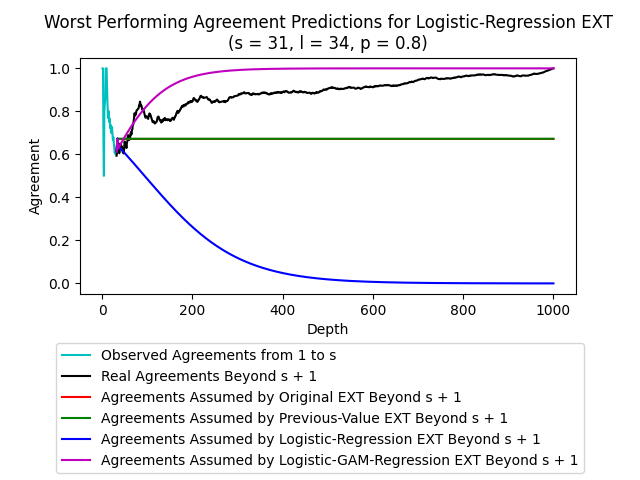 Worst Performing Agreement Predictions for Logistic-Regression EXT
(s = 31, l = 34, p = 0.8)
1.0
0.8
0.6
0.4
0.2
0.0
Agreement
0 200 400 600 800 1000
Depth
Observed Agreements from 1 to s
Real Agreements Beyond s + 1
Agreements Assumed by Original EXT Beyond s + 1
Agreements Assumed by Previous-Value EXT Beyond s + 1
Agreements Assumed by Logistic-Regression EXT Beyond s + 1
Agreements Assumed by Logistic-GAM-Regression EXT Beyond s + 1